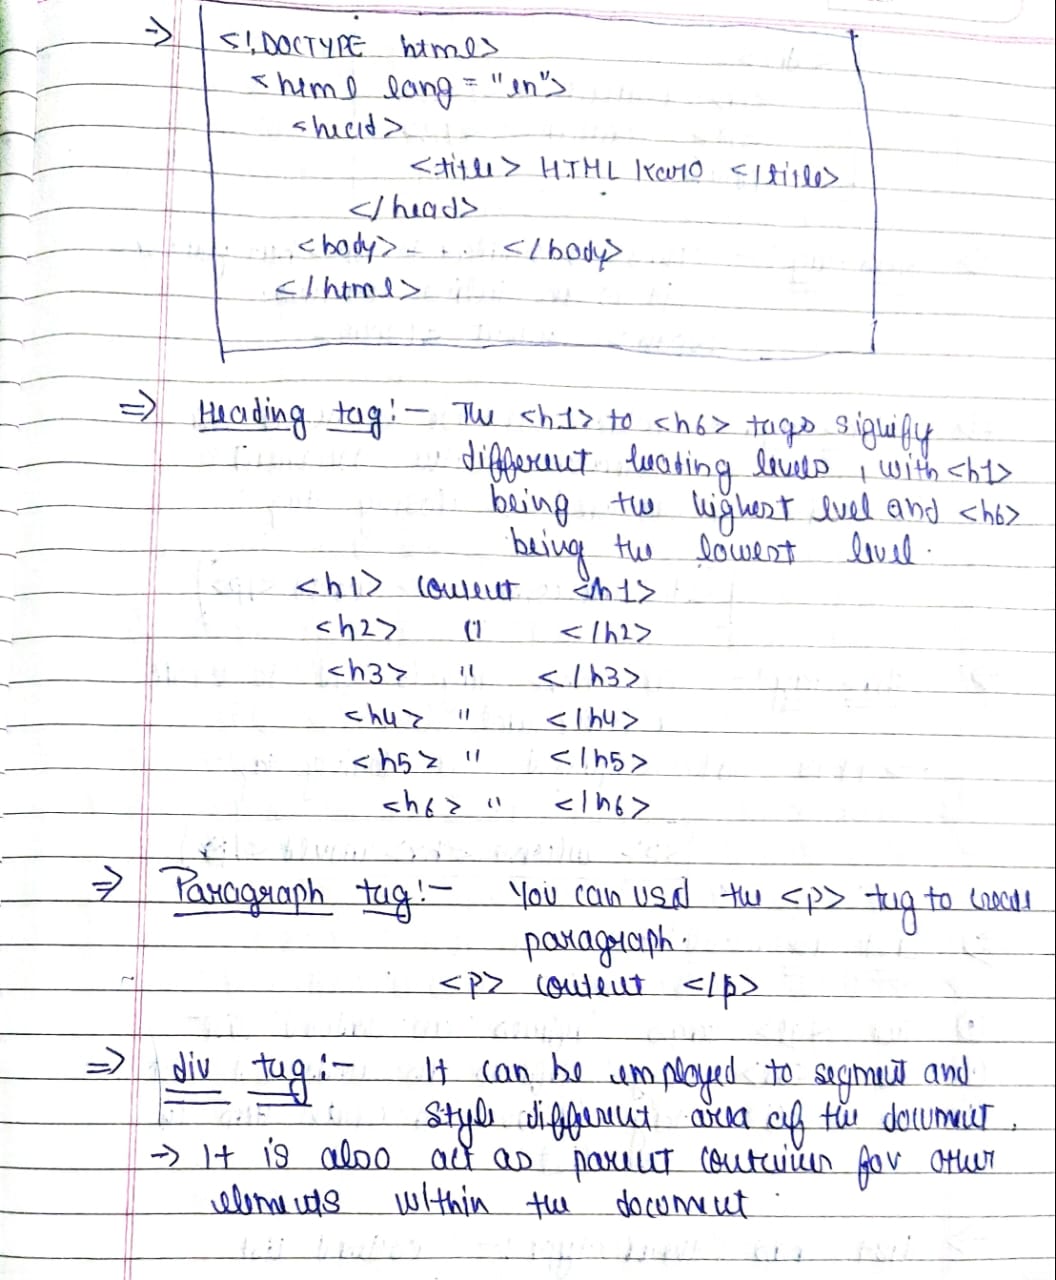 → <!DOCTYPE html>
<html lang = "en">
<head>
<title> HTML </title>
</head>
<body> - . . . </body>
</html>
⇒ Heading tag :- The <h1> to <h6> tags signify
different heading levels, with <h1>
being the highest level and <h6>
being the lowest level.
<h1> content </h1>
<h2> " </h2>
<h3> " </h3>
<h4> " </h4>
<h5> " </h5>
<h6> " </h6>
⇒ Paragraph tag :- You can used the <p> tag to create
paragraph.
<p> content </p>
⇒ div tag :- It can be employed to segment and
style different area of the document.
→ It is also act as parent container for other
elements within the document.